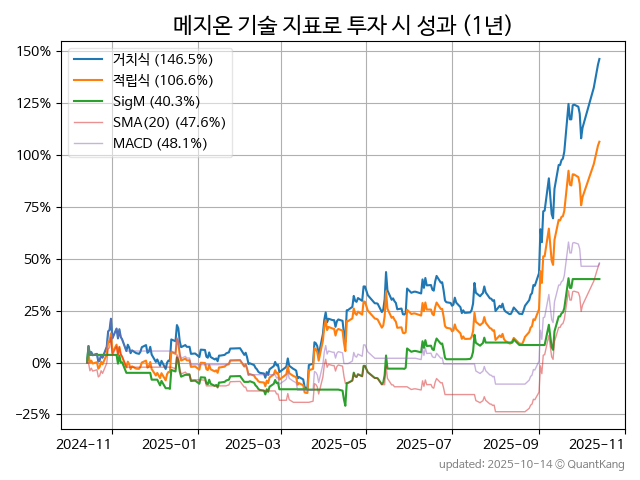 메지온 기술 지표로 투자 시 성과 (1년)
150%
125%
100%
75%
50%
25%
0%
−25%
거치식 (146.5%)
적립식 (106.6%)
SigM (40.3%)
SMA(20) (47.6%)
MACD (48.1%)
2024-11 2025-01 2025-03 2025-05 2025-07 2025-09 2025-11
updated: 2025-10-14 © QuantKang